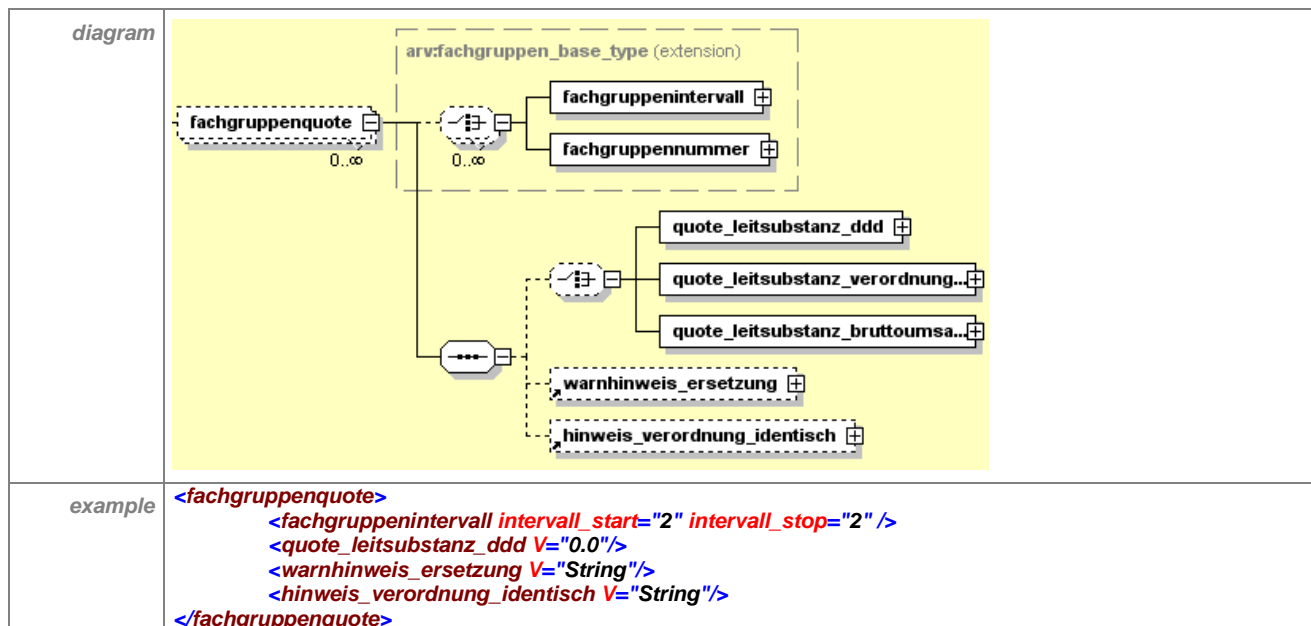 diagram
arv:fachgruppen_base_type (extension)
fachgruppenintervall
fachgruppenquote
0..∞
0..∞
fachgruppennummer
quote_leitsubstanz_ddd
quote_leitsubstanz_verordnung...
quote_leitsubstanz_bruttoumsa...
warnhinweis_ersetzung
hinweis_verordnung_identisch
example
<fachgruppenquote>
<fachgruppenintervall intervall_start="2" intervall_stop="2" />
<quote_leitsubstanz_ddd V="0.0"/>
<warnhinweis_ersetzung V="String"/>
<hinweis_verordnung_identisch V="String"/>
</fachgruppenquote>